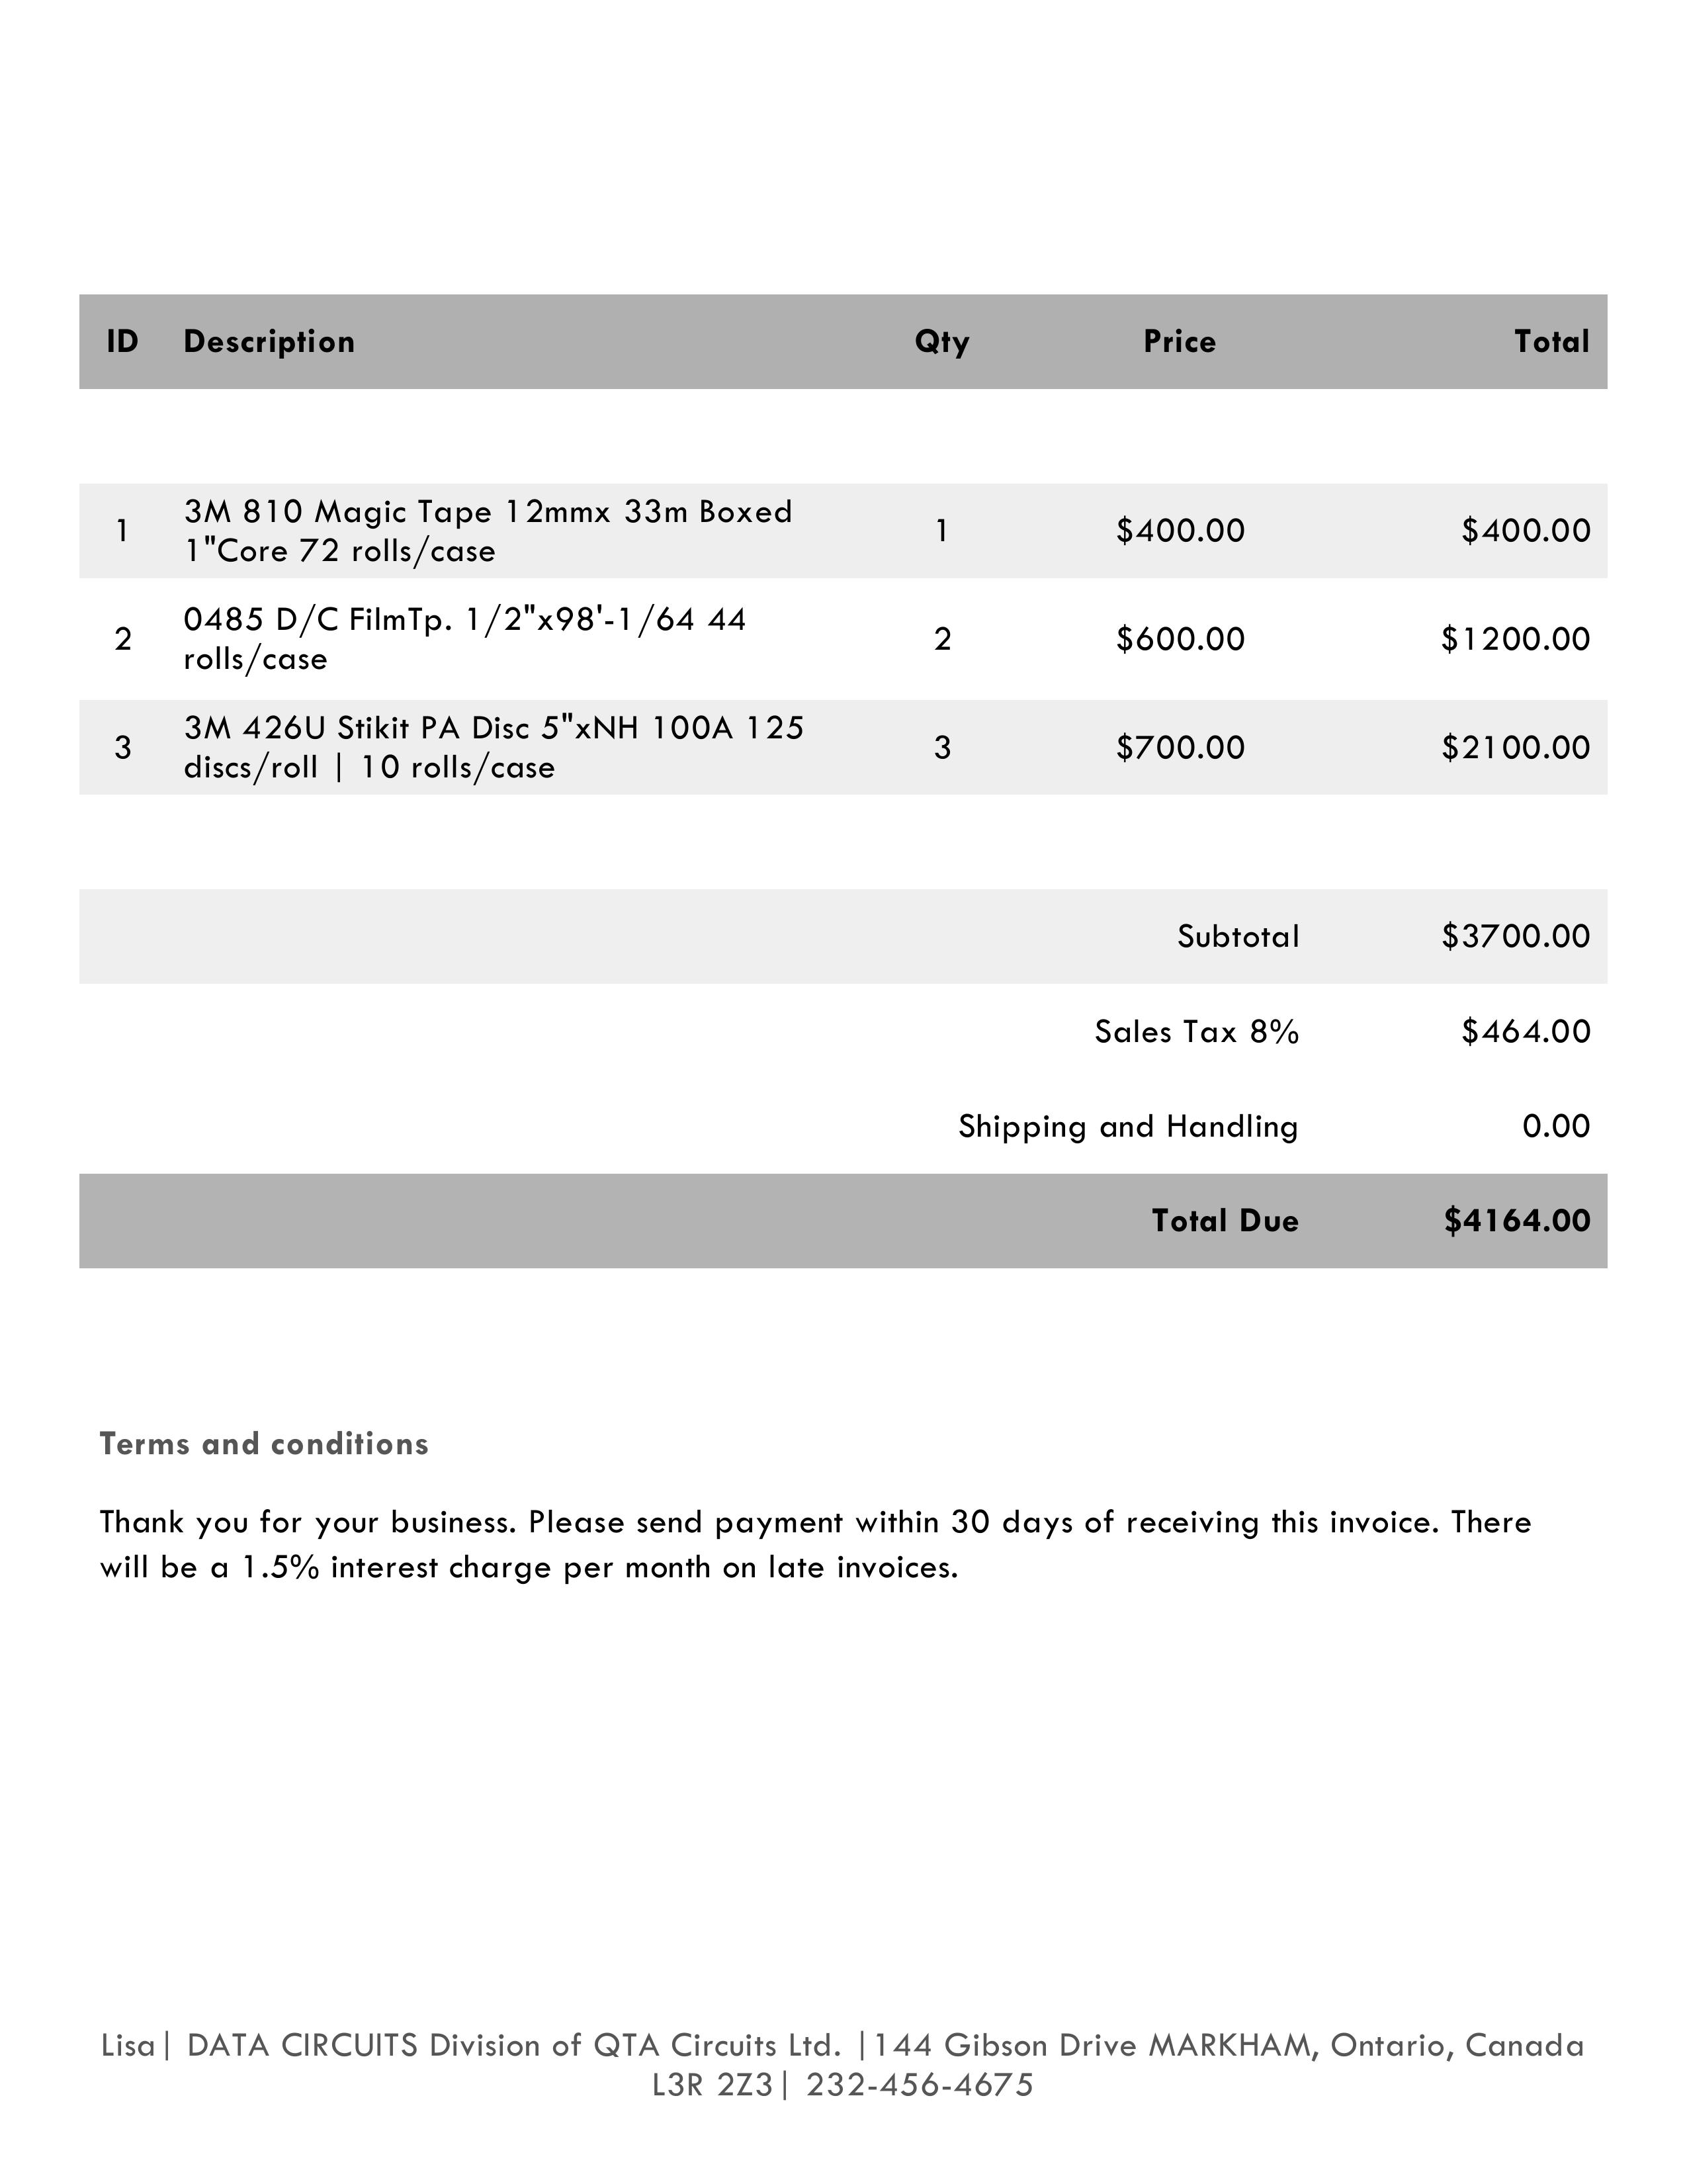 ID Description Qty Price Total
1 3M 810 Magic Tape 12mmx 33m Boxed 1 $400.00 $400.00
1"Core 72 rolls/case
2 0485 D/C FilmTp. 1/2"x98'-1/64 44 2 $600.00 $1200.00
rolls/case
3 3M 426U Stikit PA Disc 5"xNH 100A 125 3 $700.00 $2100.00
discs/roll | 10 rolls/case
Subtotal $3700.00
Sales Tax 8% $464.00
Shipping and Handling 0.00
Total Due $4164.00
Terms and conditions
Thank you for your business. Please send payment within 30 days of receiving this invoice. There
will be a 1.5% interest charge per month on late invoices.
Lisa| DATA CIRCUITS Division of QTA Circuits Ltd. |144 Gibson Drive MARKHAM, Ontario, Canada
L3R 2Z3| 232-456-4675